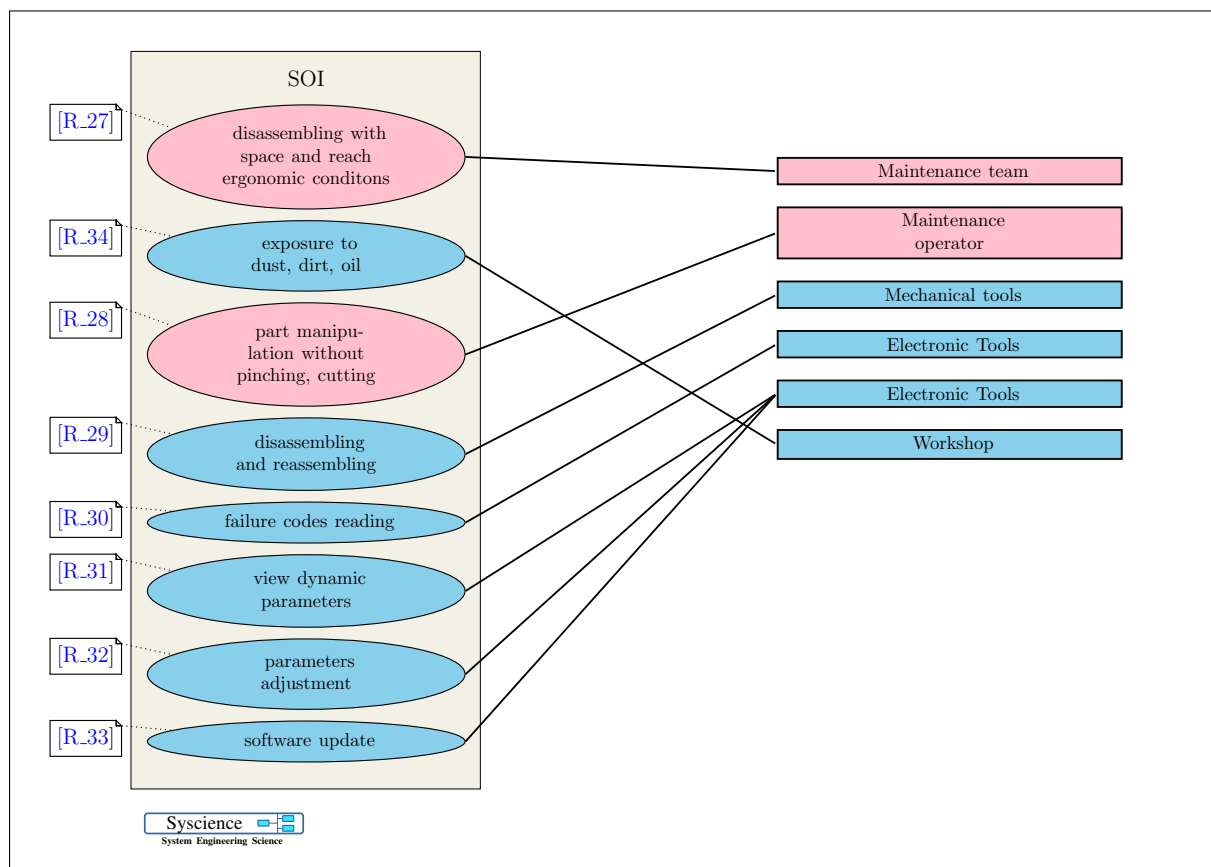 SOI
[R_27]
disassembling with
space and reach
ergonomic conditons
[R_34]
exposure to
dust, dirt, oil
[R_28]
part manipu-
lation without
pinching, cutting
[R_29]
disassembling
and reassembling
[R_30]
failure codes reading
[R_31]
view dynamic
parameters
[R_32]
parameters
adjustment
[R_33]
software update
Maintenance team
Maintenance
operator
Mechanical tools
Electronic Tools
Electronic Tools
Workshop
Syscience
System Engineering Science